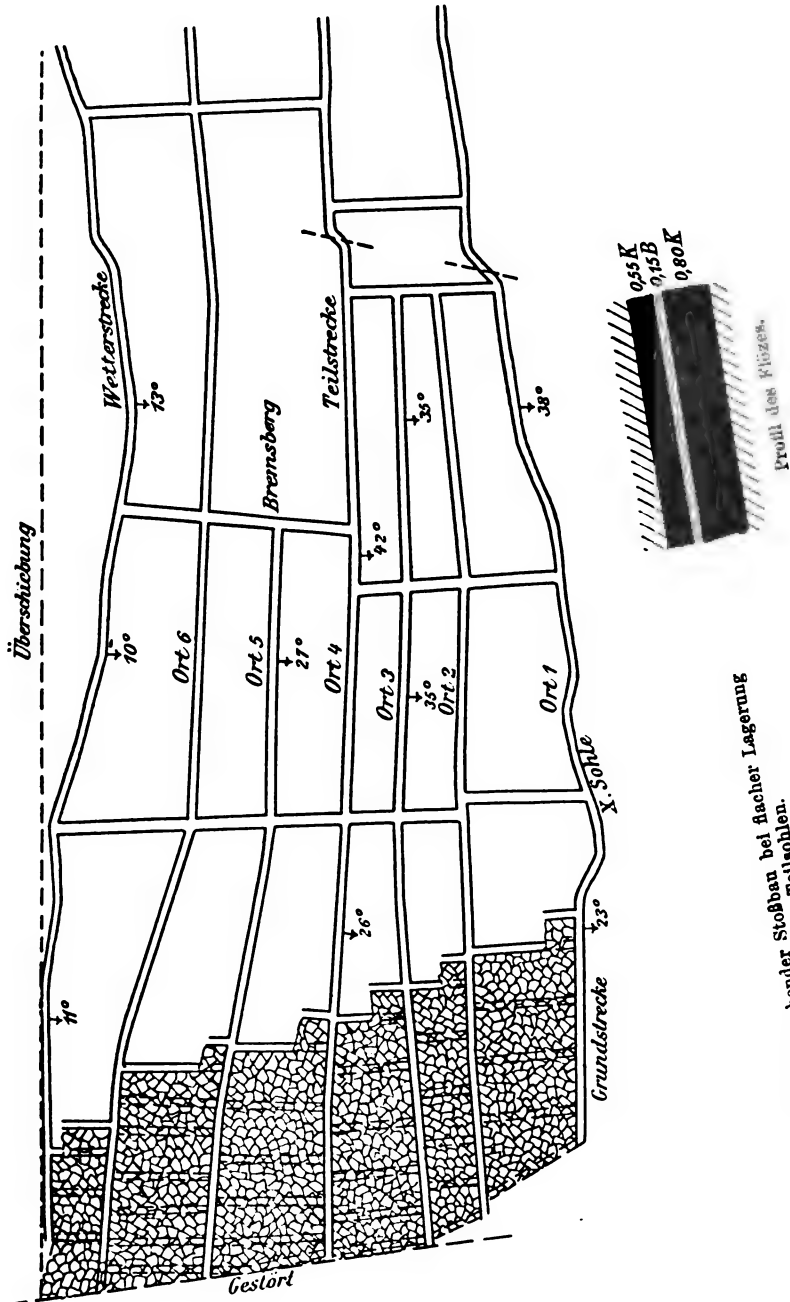 Überschiebung
Wetterstrecke
13°
Bremsberg
Teilstrecke
35°
38°
10°
Ort 6
Ort 5
27°
Ort 4
42°
Ort 3
35°
Ort 2
Ort 1
X. Sohle
11°
26°
23°
Grundstrecke
Gestört
0,55 K
0,15 B
0,80 K
Profil des Flözes.
bender Stoßbau bei flacher Lagerung
Teilsohlen.